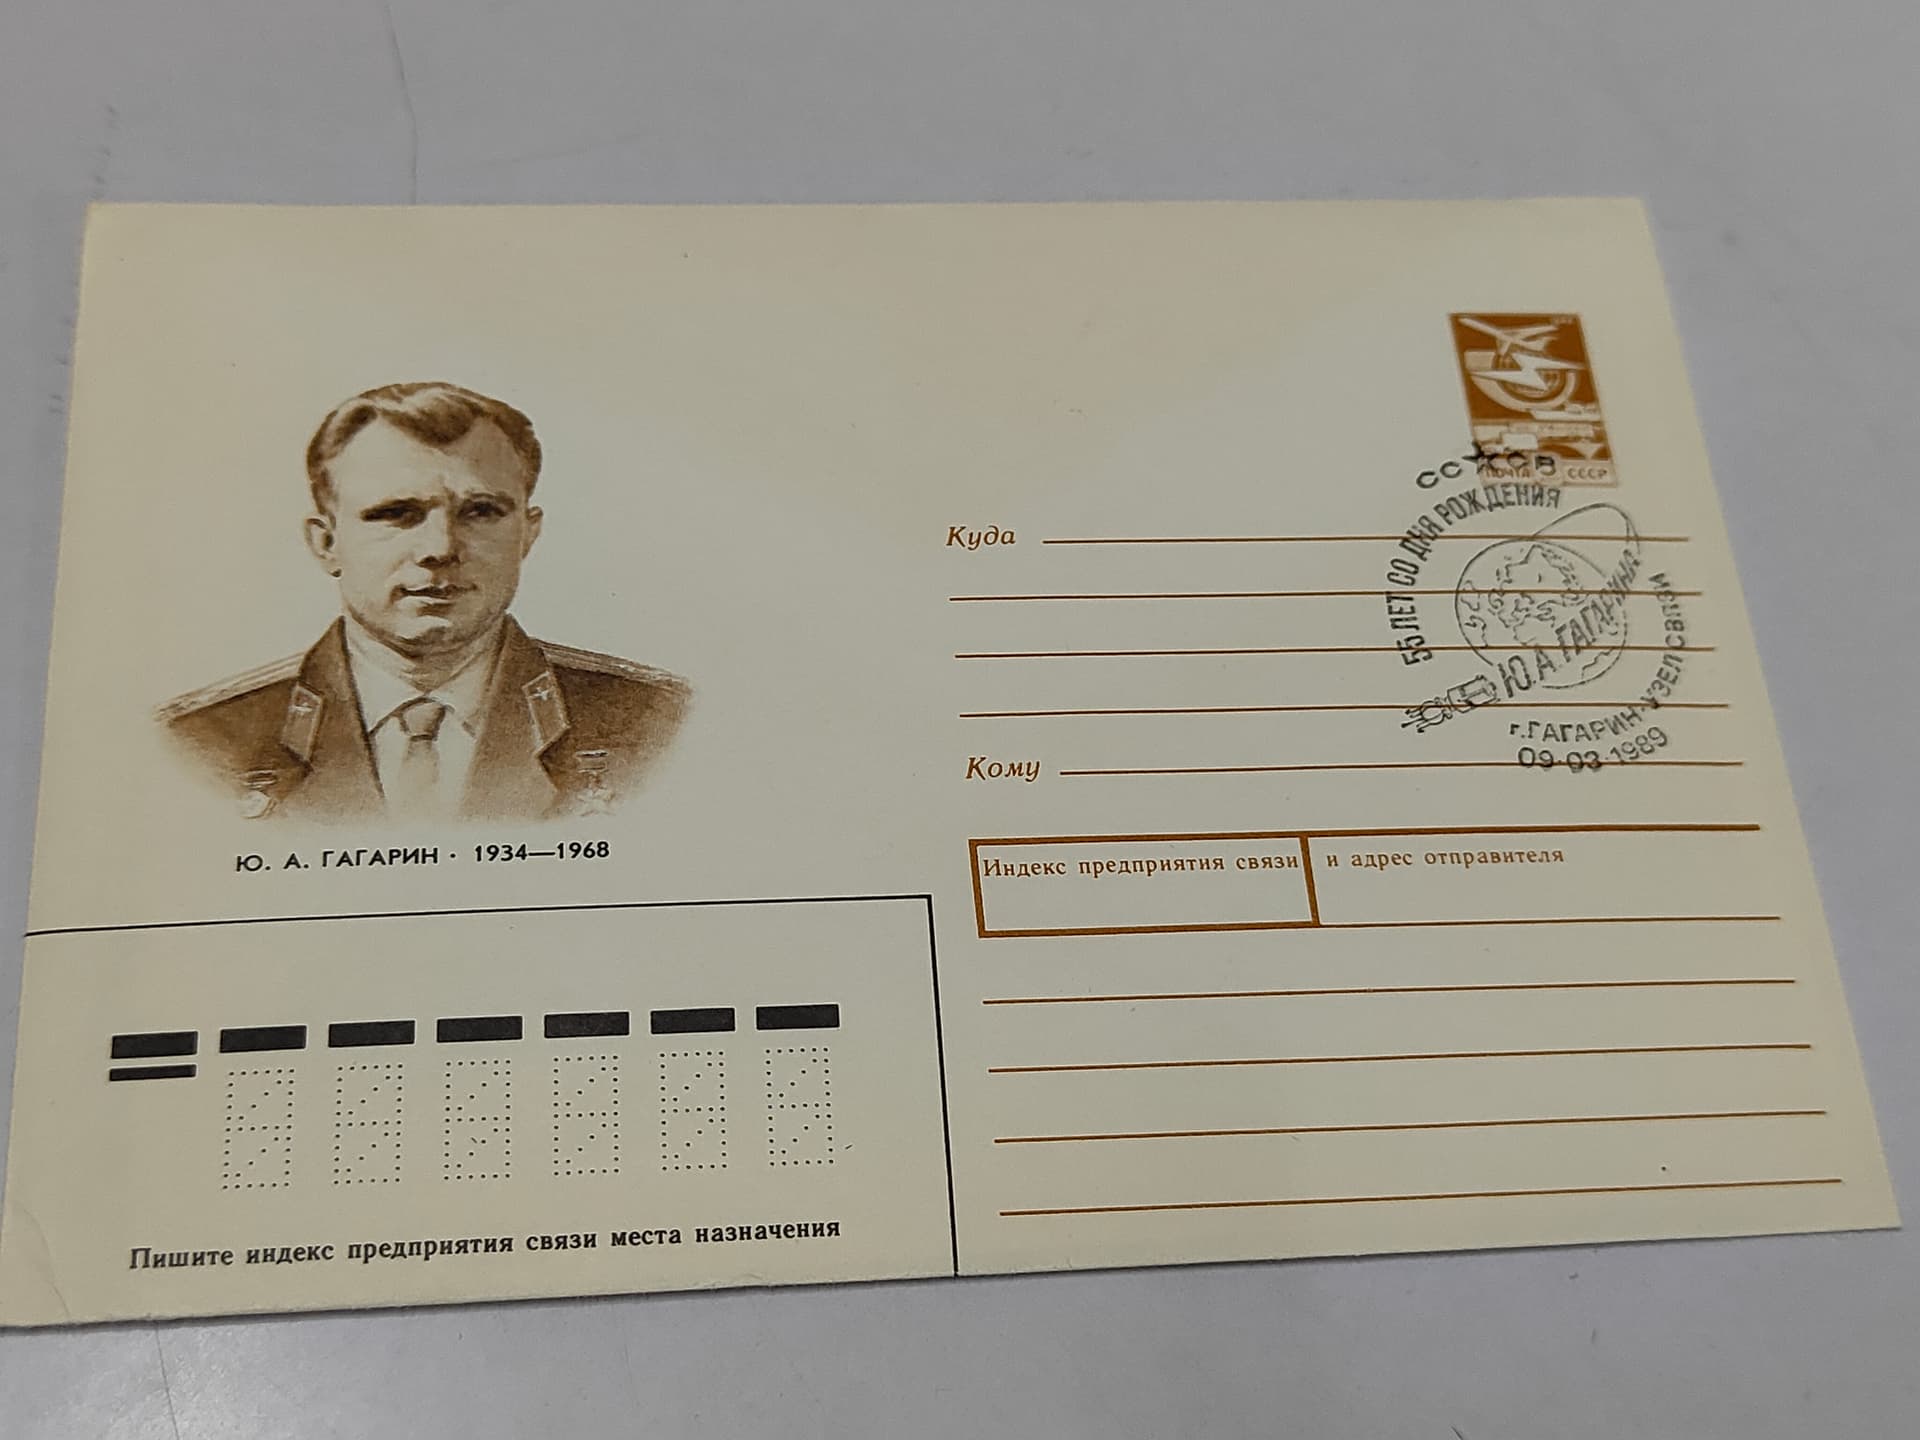 ПОЧТА 5 СССР
СССР
55 ЛЕТ СО ДНЯ РОЖДЕНИЯ
Ю.А.ГАГАРИНА
г.ГАГАРИН·УЗЕЛ СВЯЗИ
09·03·1989
Куда
Кому
Индекс предприятия связи и адрес отправителя
Ю. А. ГАГАРИН · 1934—1968
Пишите индекс предприятия связи места назначения